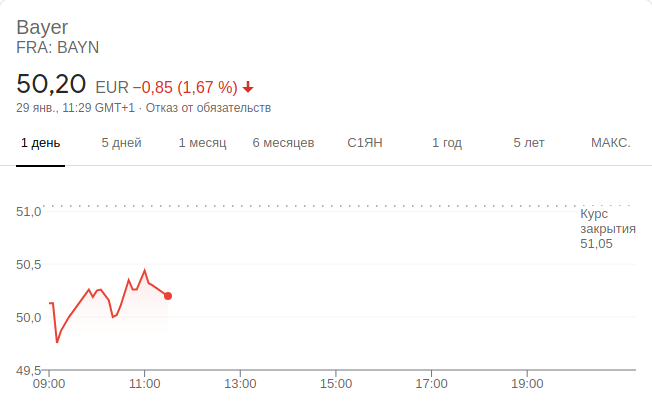 Bayer
FRA: BAYN
50,20 EUR −0,85 (1,67 %)
29 янв., 11:29 GMT+1 · Отказ от обязательств
1 день 5 дней 1 месяц 6 месяцев С1ЯН 1 год 5 лет МАКС.
51,0
Курс
закрытия
51,05
50,5
50,0
49,5
09:00 11:00 13:00 15:00 17:00 19:00